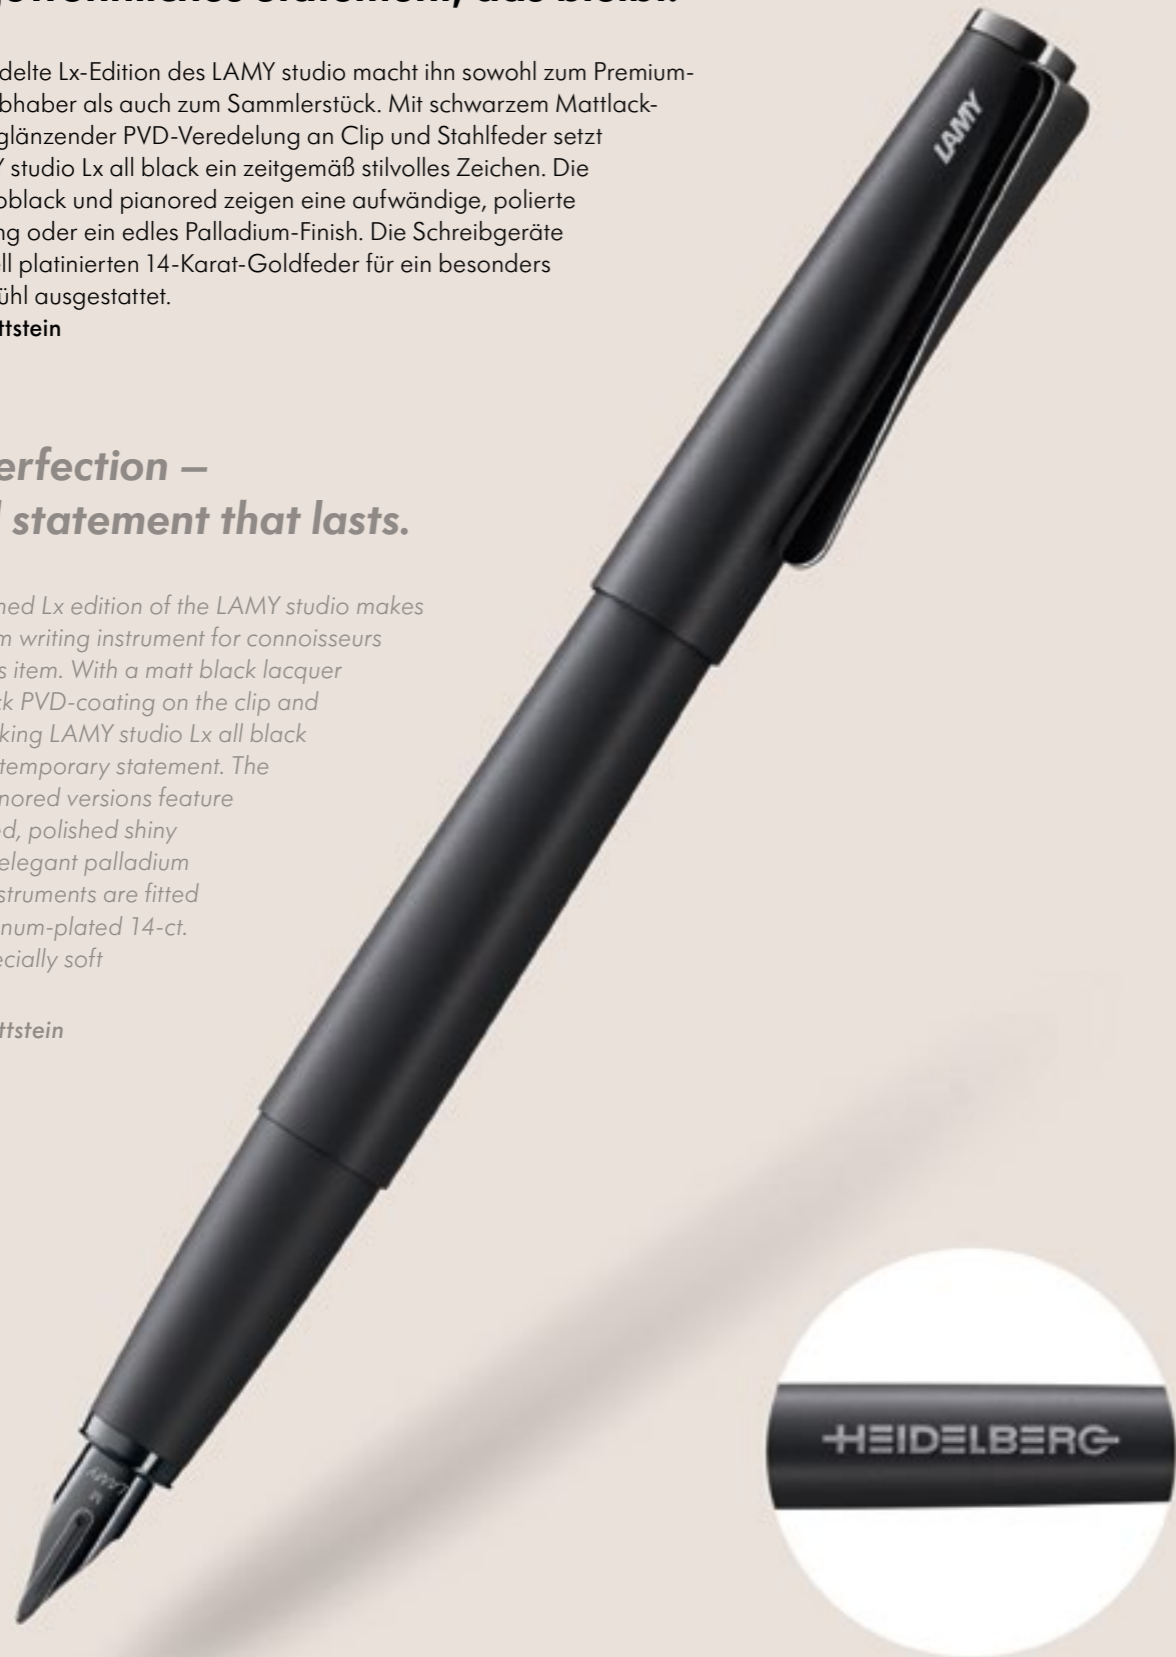 delte Lx-Edition des LAMY studio macht ihn sowohl zum Premium-
bhaber als auch zum Sammlerstück. Mit schwarzem Mattlack-
glänzender PVD-Veredelung an Clip und Stahlfeder setzt
Y studio Lx all black ein zeitgemäß stilvolles Zeichen. Die
oblack und pianored zeigen eine aufwändige, polierte
ng oder ein edles Palladium-Finish. Die Schreibgeräte
ll platinierten 14-Karat-Goldfeder für ein besonders
ühl ausgestattet.
ttstein
erfection –
l statement that lasts.
ned Lx edition of the LAMY studio makes
m writing instrument for connoisseurs
s item. With a matt black lacquer
ck PVD-coating on the clip and
king LAMY studio Lx all black
temporary statement. The
nored versions feature
ed, polished shiny
elegant palladium
struments are fitted
num-plated 14-ct.
ecially soft
ttstein
LAMY
LAMY
M
HEIDELBERG